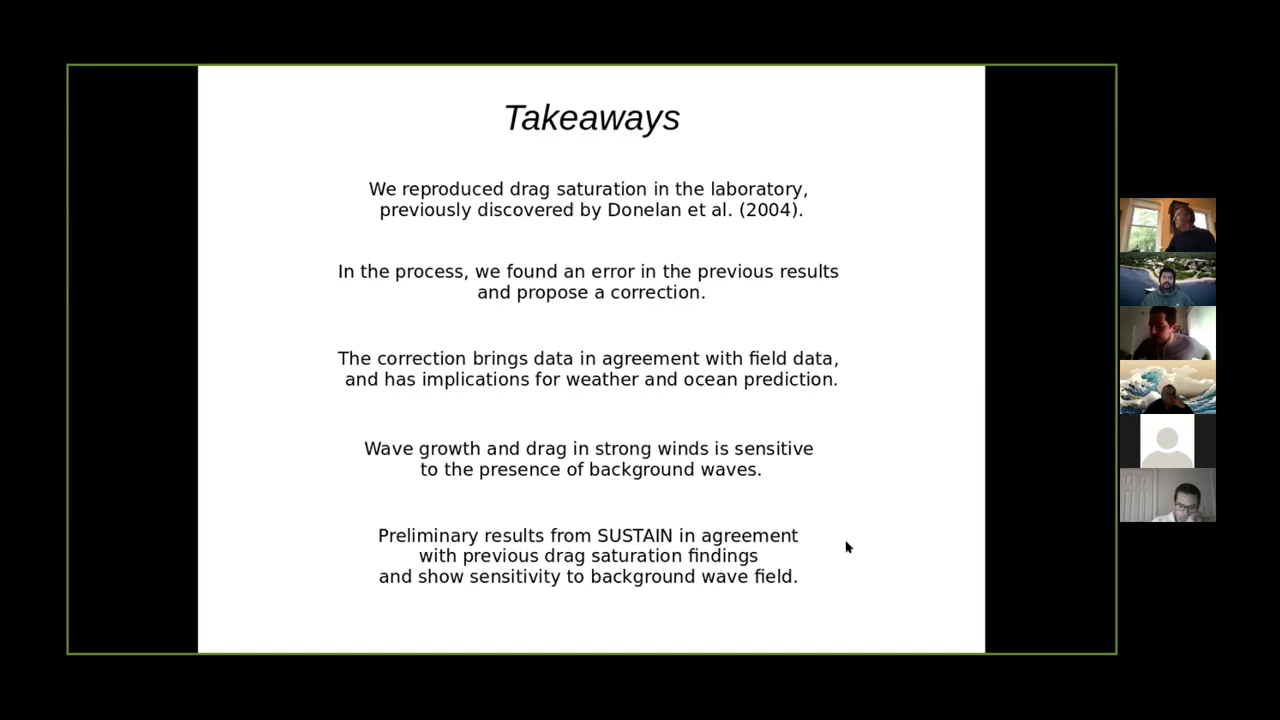 Takeaways
We reproduced drag saturation in the laboratory,
previously discovered by Donelan et al. (2004).
In the process, we found an error in the previous results
and propose a correction.
The correction brings data in agreement with field data,
and has implications for weather and ocean prediction.
Wave growth and drag in strong winds is sensitive
to the presence of background waves.
Preliminary results from SUSTAIN in agreement
with previous drag saturation findings
and show sensitivity to background wave field.